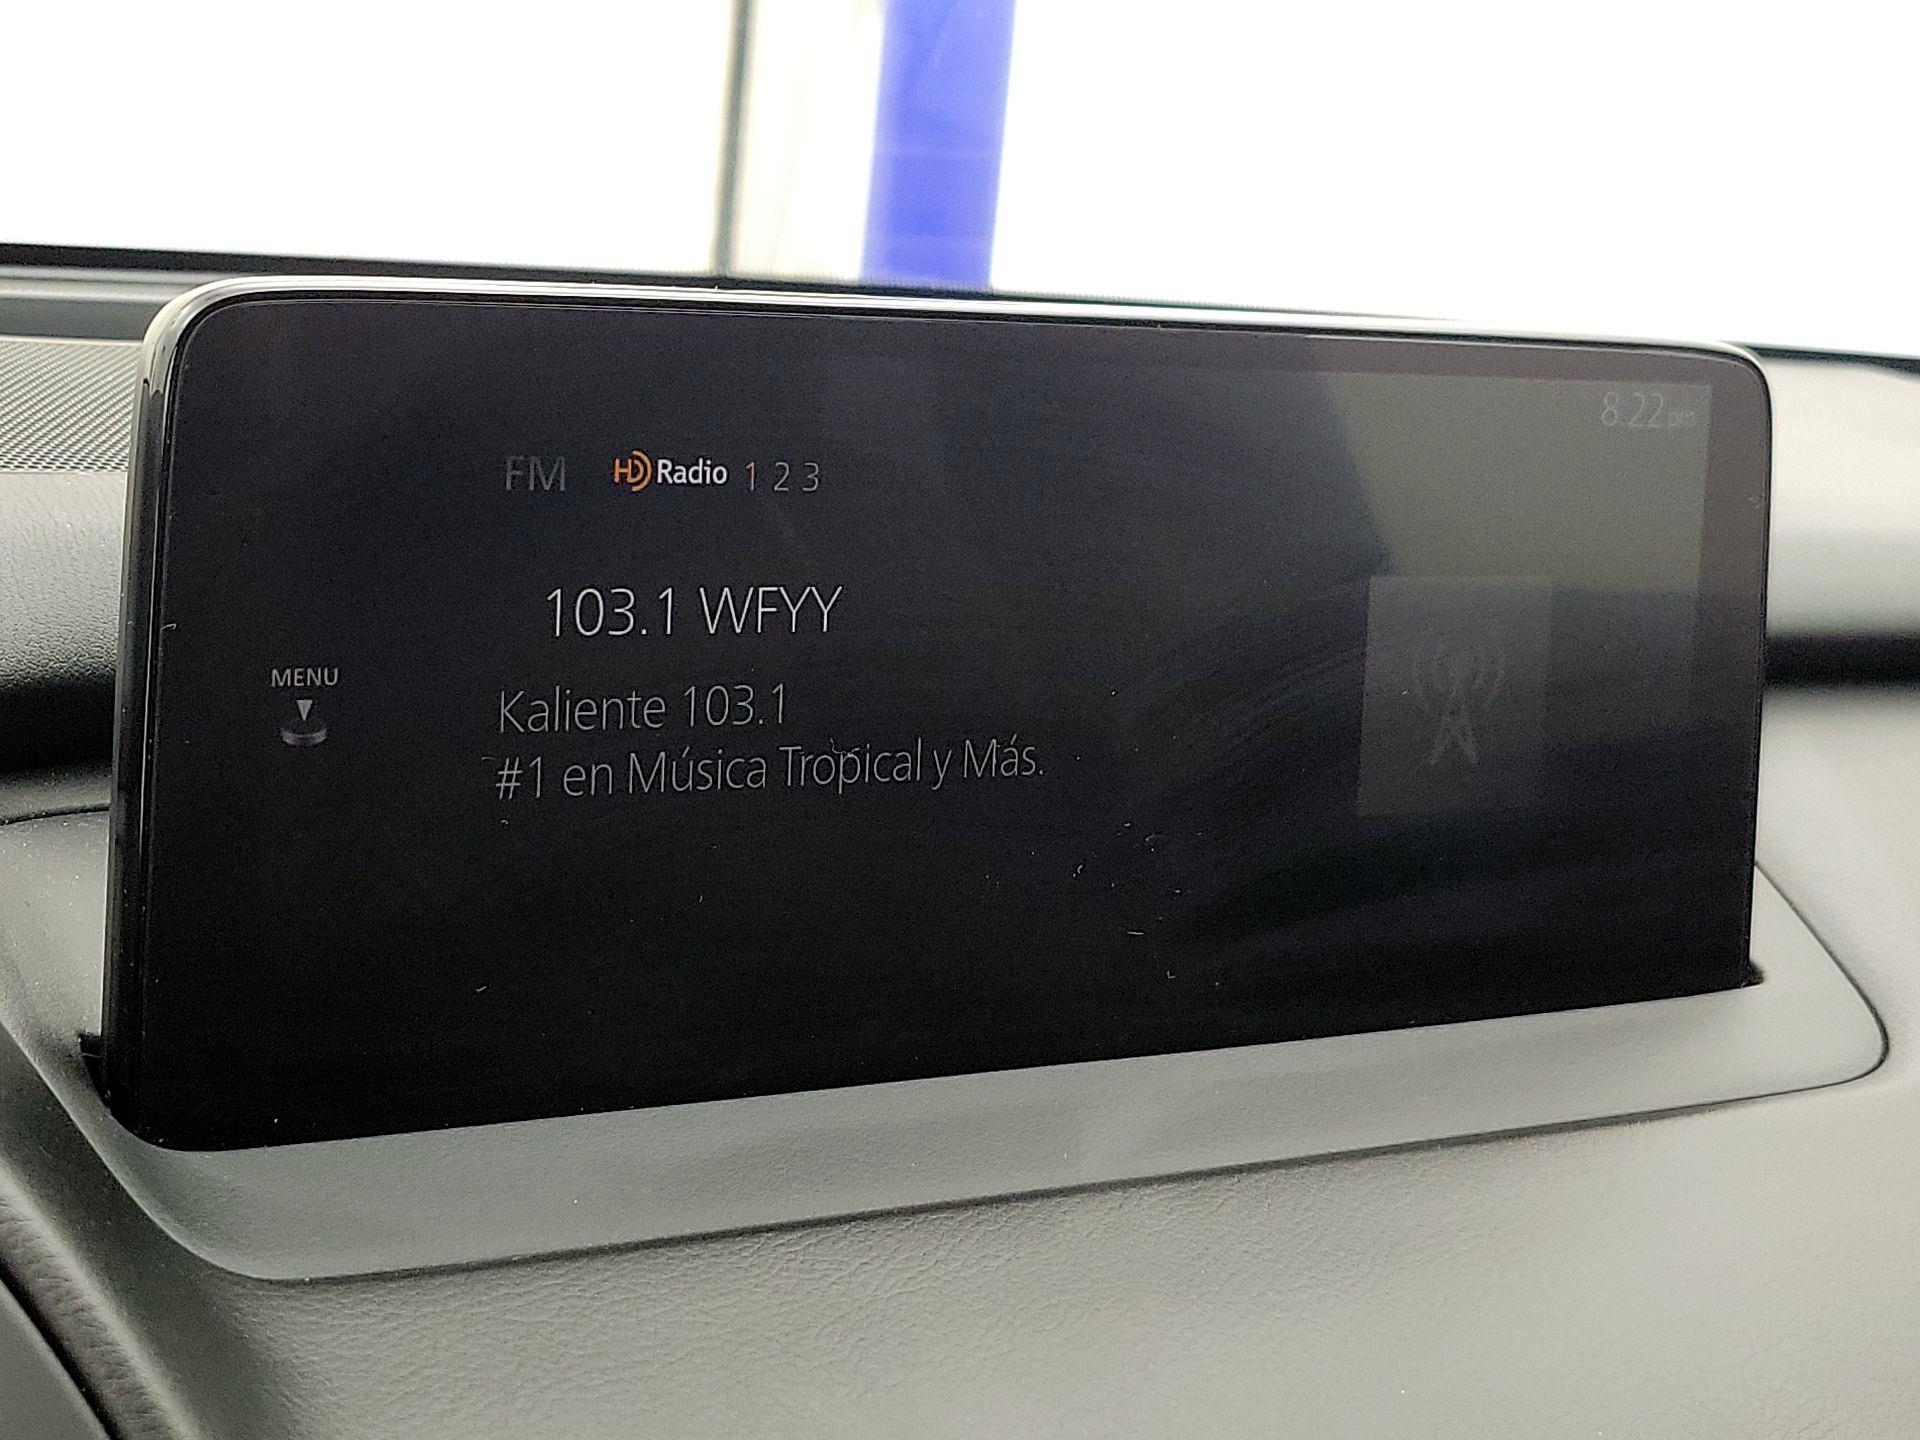 8:22 pm
FM HD Radio 1 2 3
103.1 WFYY
MENU
Kaliente 103.1
#1 en Música Tropical y Más.